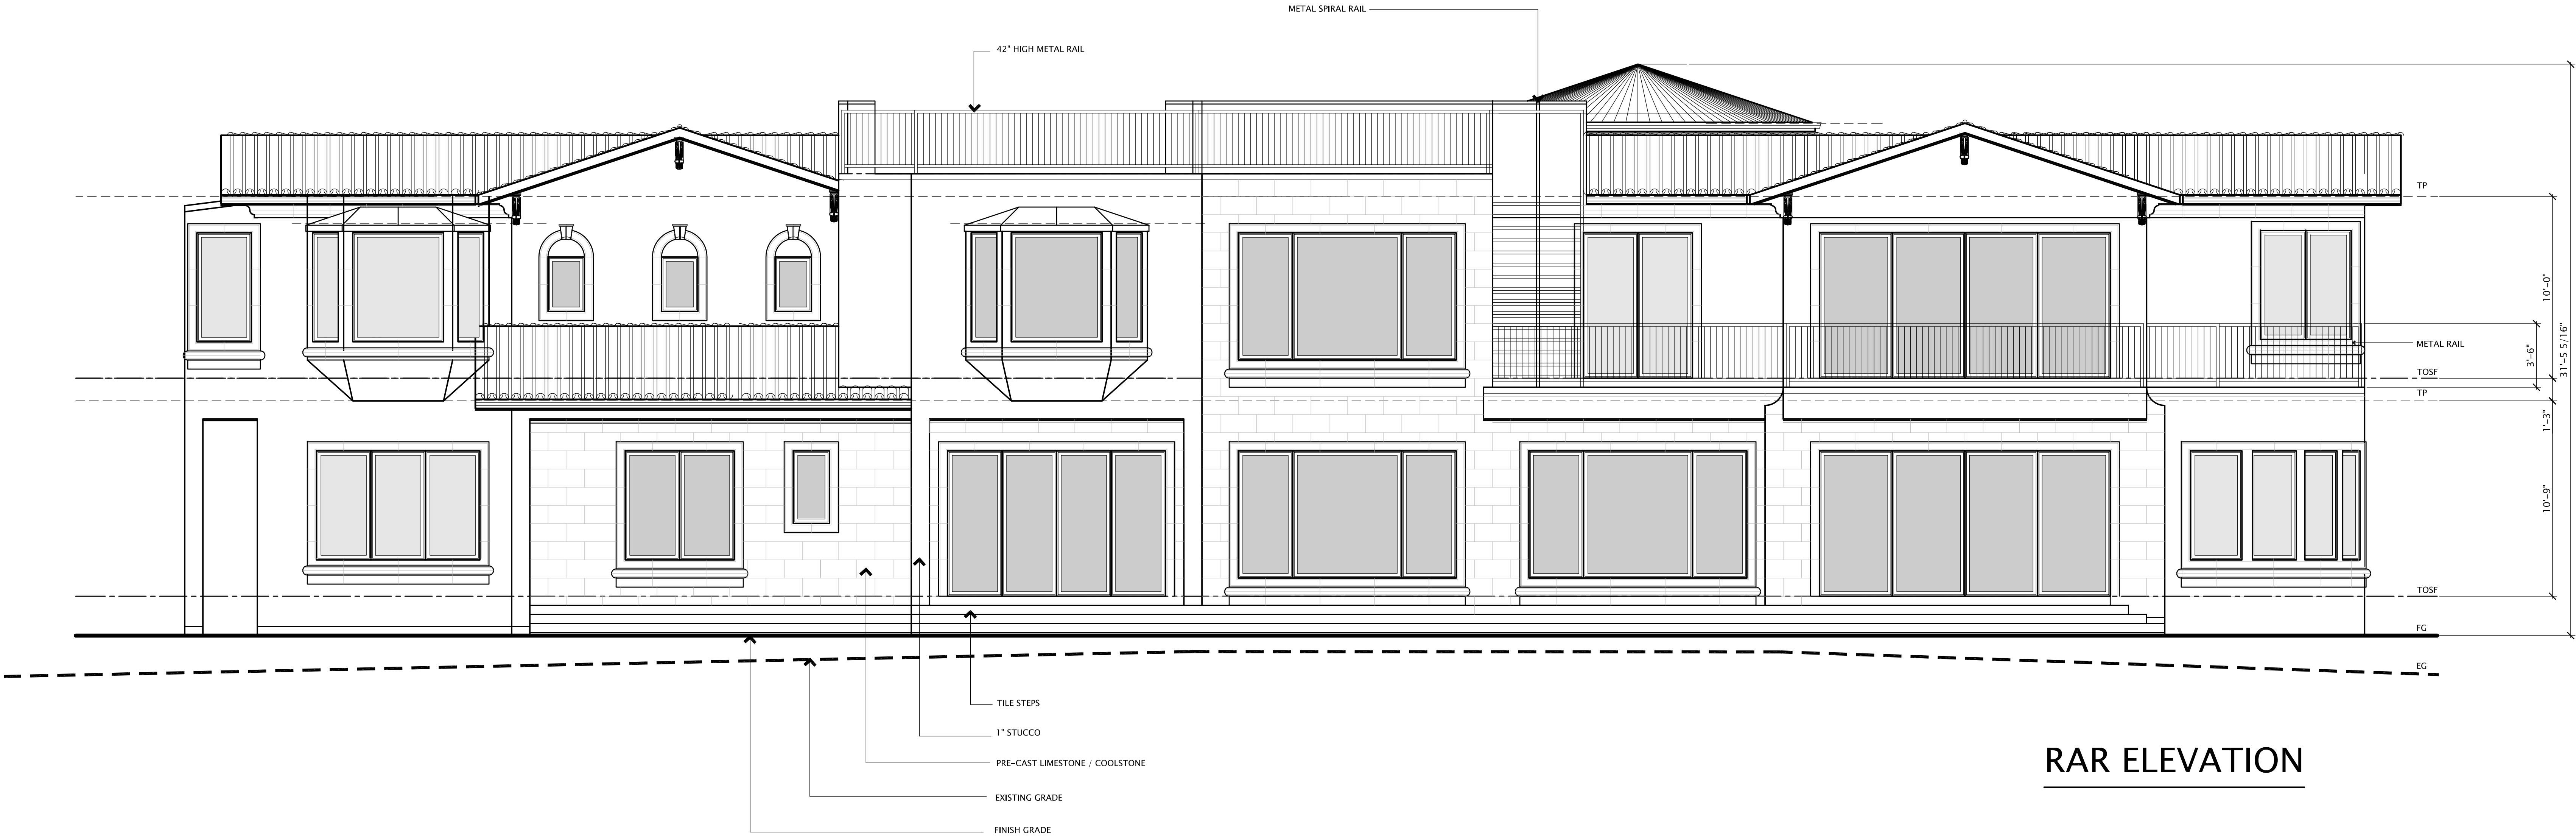 METAL SPIRAL RAIL
42" HIGH METAL RAIL
TP
10'-0"
31'-5 5/16"
3'-6"
METAL RAIL
TOSF
TP
1'-3"
10'-9"
TOSF
FG
EG
TILE STEPS
1" STUCCO
PRE-CAST LIMESTONE / COOLSTONE
EXISTING GRADE
FINISH GRADE
RAR ELEVATION